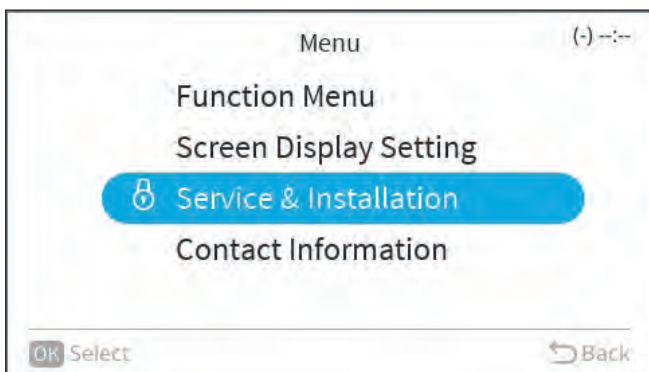 Menu
(-) --:--
Function Menu
Screen Display Setting
Service & Installation
Contact Information
OK Select
Back